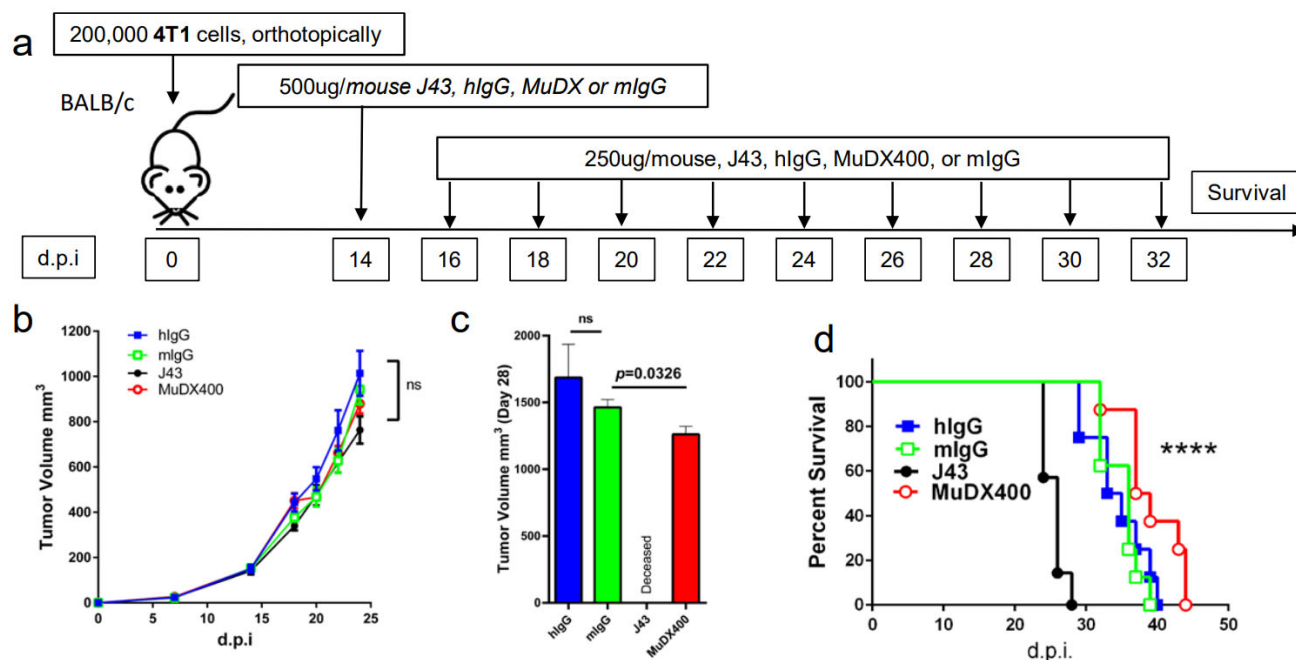 a
200,000 4T1 cells, orthotopically
BALB/c
500ug/mouse J43, hIgG, MuDX or mIgG
250ug/mouse, J43, hIgG, MuDX400, or mIgG
Survival
d.p.i
0 14 16 18 20 22 24 26 28 30 32
b
hIgG
mIgG
J43
MuDX400
ns
Tumor Volume mm³
1200
1000
800
600
400
200
0
0 5 10 15 20 25
d.p.i
c
ns
p=0.0326
Tumor Volume mm³ (Day 28)
2000
1500
1000
500
0
Deceased
hIgG mIgG J43 MuDX400
d
Percent Survival
100
80
60
40
20
0
hIgG
mIgG
J43
MuDX400
****
0 10 20 30 40 50
d.p.i.